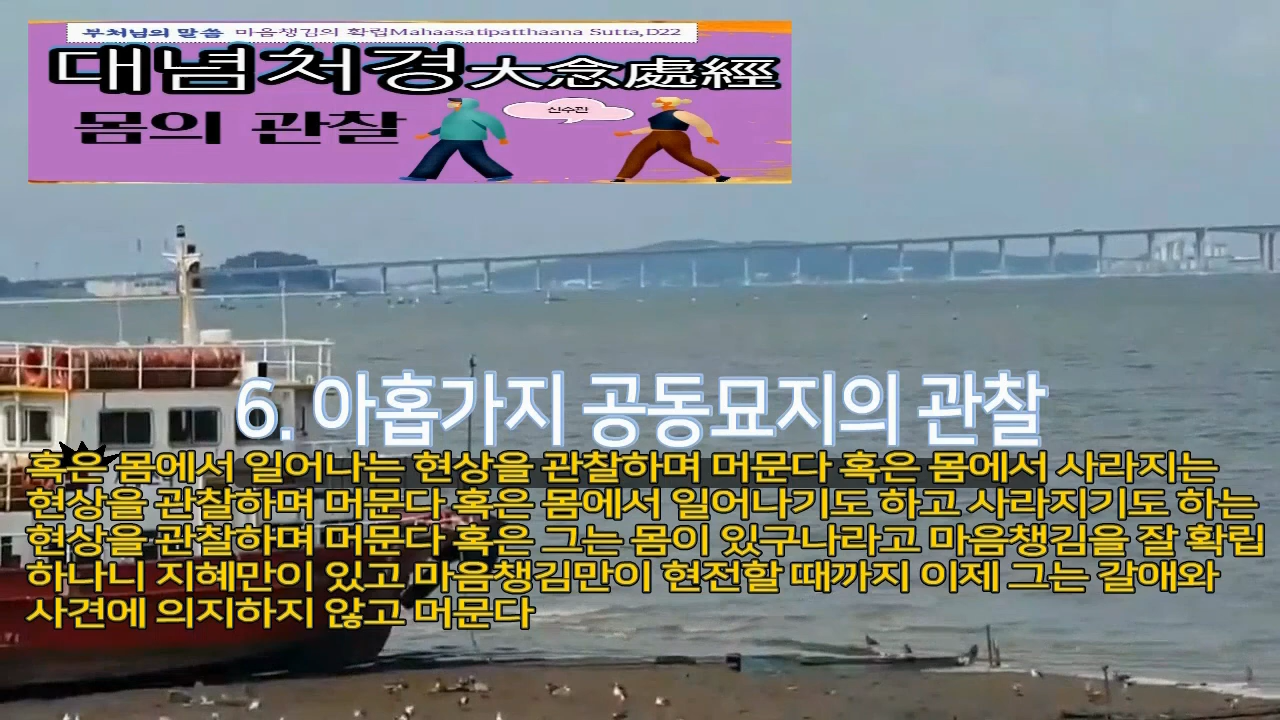 부처님의 말씀 마음챙김의 확립Mahaasatipatthaana Sutta,D22
대념처경大念處經
몸의 관찰
신수진
6. 아홉가지 공동묘지의 관찰
혹은 몸에서 일어나는 현상을 관찰하며 머문다 혹은 몸에서 사라지는
현상을 관찰하며 머문다 혹은 몸에서 일어나기도 하고 사라지기도 하는
현상을 관찰하며 머문다 혹은 그는 몸이 있구나라고 마음챙김을 잘 확립
하나니 지혜만이 있고 마음챙김만이 현전할 때까지 이제 그는 갈애와
사견에 의지하지 않고 머문다